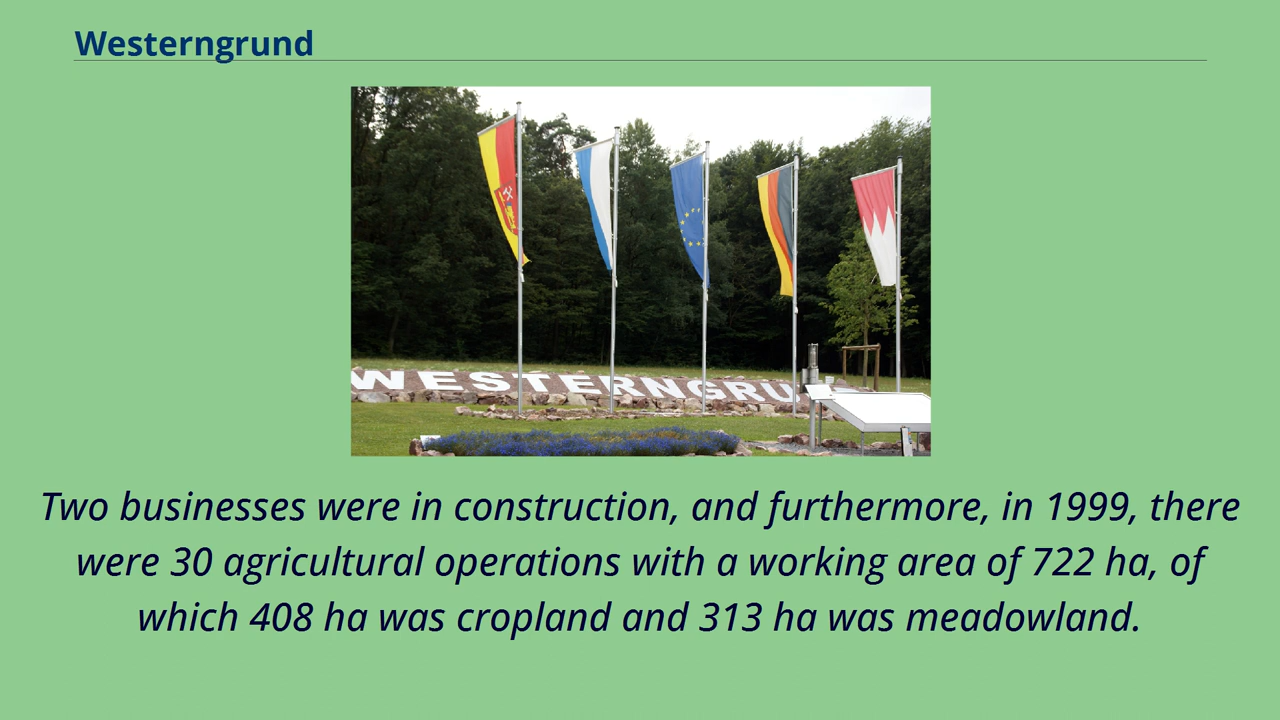 Westerngrund
WESTERNGRU
Two businesses were in construction, and furthermore, in 1999, there
were 30 agricultural operations with a working area of 722 ha, of
which 408 ha was cropland and 313 ha was meadowland.